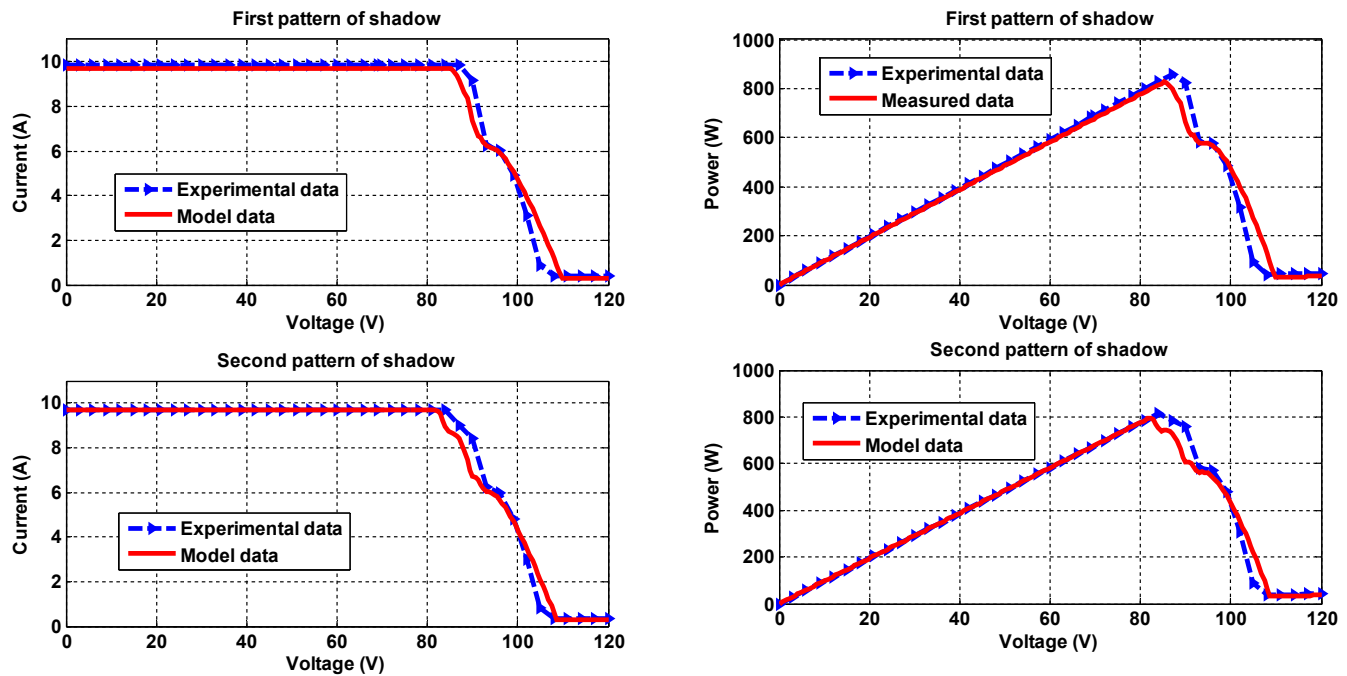 First pattern of shadow
10
8
6
4
2
0
Current (A)
Experimental data
Model data
0 20 40 60 80 100 120
Voltage (V)
First pattern of shadow
1000
800
600
400
200
0
Power (W)
Experimental data
Measured data
0 20 40 60 80 100 120
Voltage (V)
Second pattern of shadow
10
8
6
4
2
0
Current (A)
Experimental data
Model data
0 20 40 60 80 100 120
Voltage (V)
Second pattern of shadow
1000
800
600
400
200
0
Power (W)
Experimental data
Model data
0 20 40 60 80 100 120
Voltage (V)